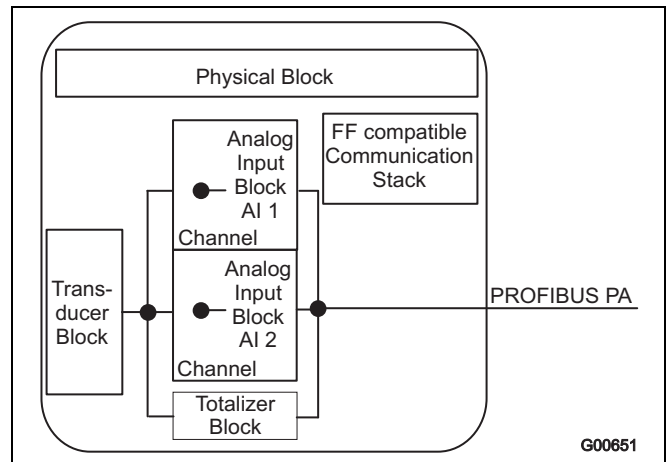 Physical Block
Analog
Input
Block
AI 1
Channel
FF compatible
Communication
Stack
Trans-
ducer
Block
Analog
Input
Block
AI 2
Channel
PROFIBUS PA
Totalizer
Block
G00651